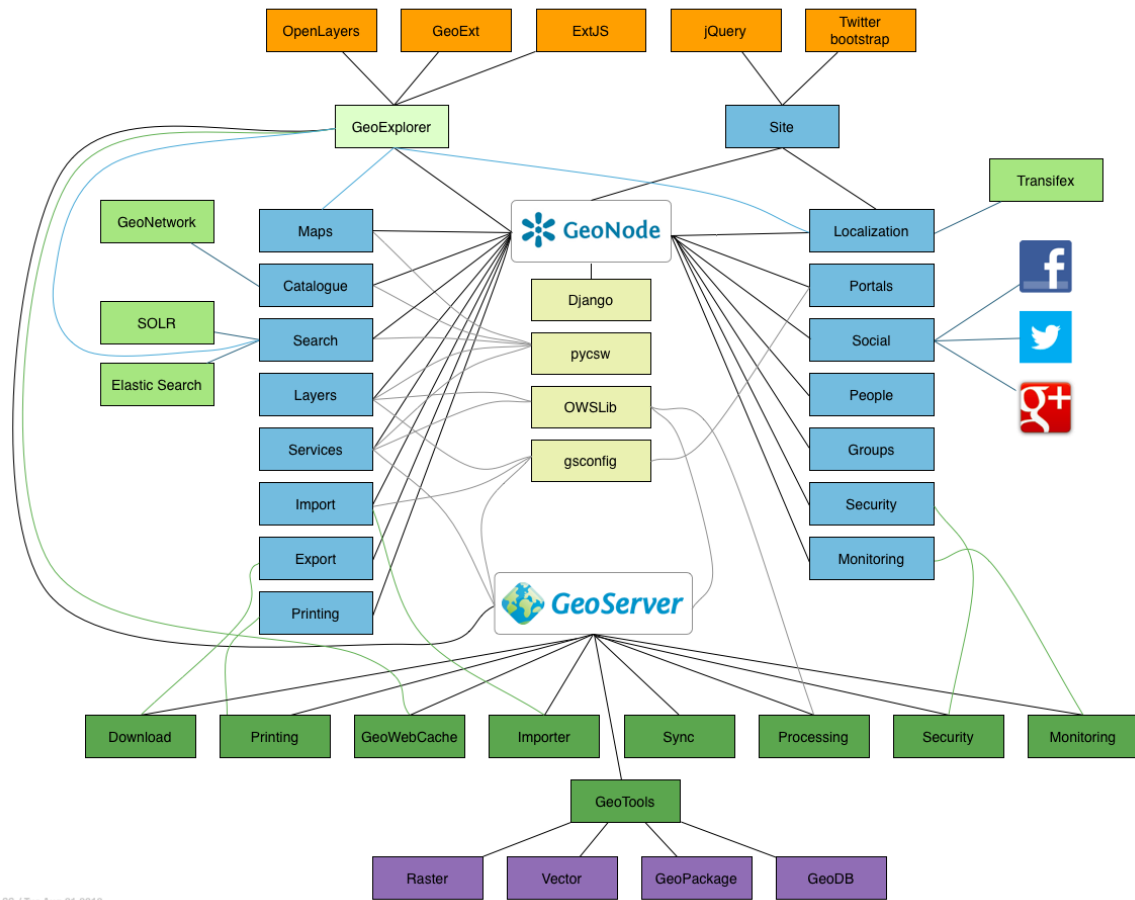 OpenLayers
GeoExt
ExtJS
jQuery
Twitter
bootstrap
GeoExplorer
Site
Transifex
GeoNetwork
Maps
GeoNode
Localization
Catalogue
Django
Portals
SOLR
Search
pycsw
Social
Elastic Search
Layers
OWSLib
People
g+
Services
gsconfig
Groups
Import
Security
Export
Monitoring
Printing
GeoServer
Download
Printing
GeoWebCache
Importer
Sync
Processing
Security
Monitoring
GeoTools
Raster
Vector
GeoPackage
GeoDB